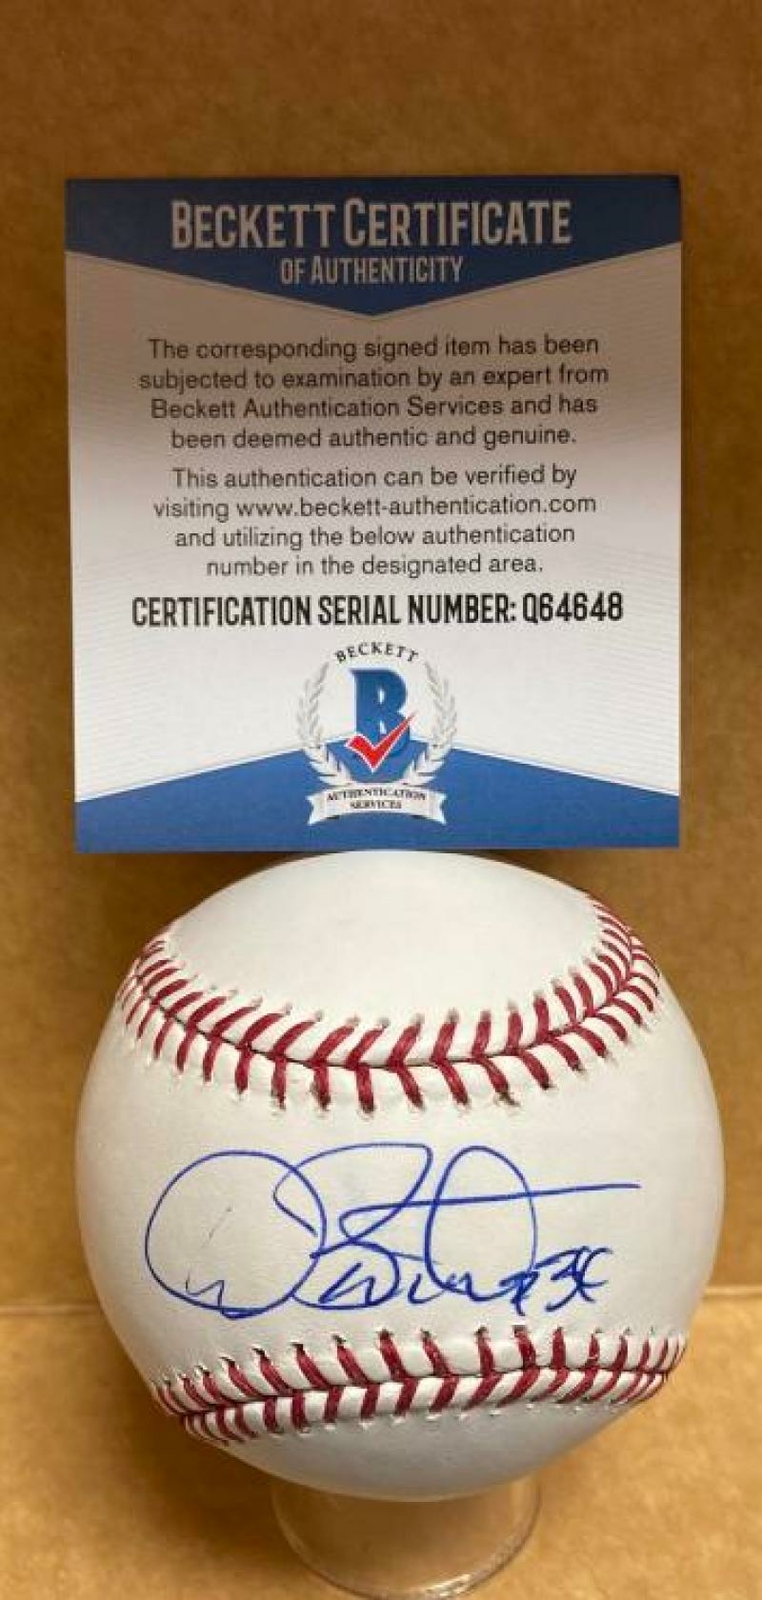 BECKETT CERTIFICATE
OF AUTHENTICITY
The corresponding signed item has been
subjected to examination by an expert from
Beckett Authentication Services and has
been deemed authentic and genuine.
This authentication can be verified by
visiting www.beckett-authentication.com
and utilizing the below authentication
number in the designated area.
CERTIFICATION SERIAL NUMBER: Q64648
BECKETT
B
AUTHENTICATION
SERVICES